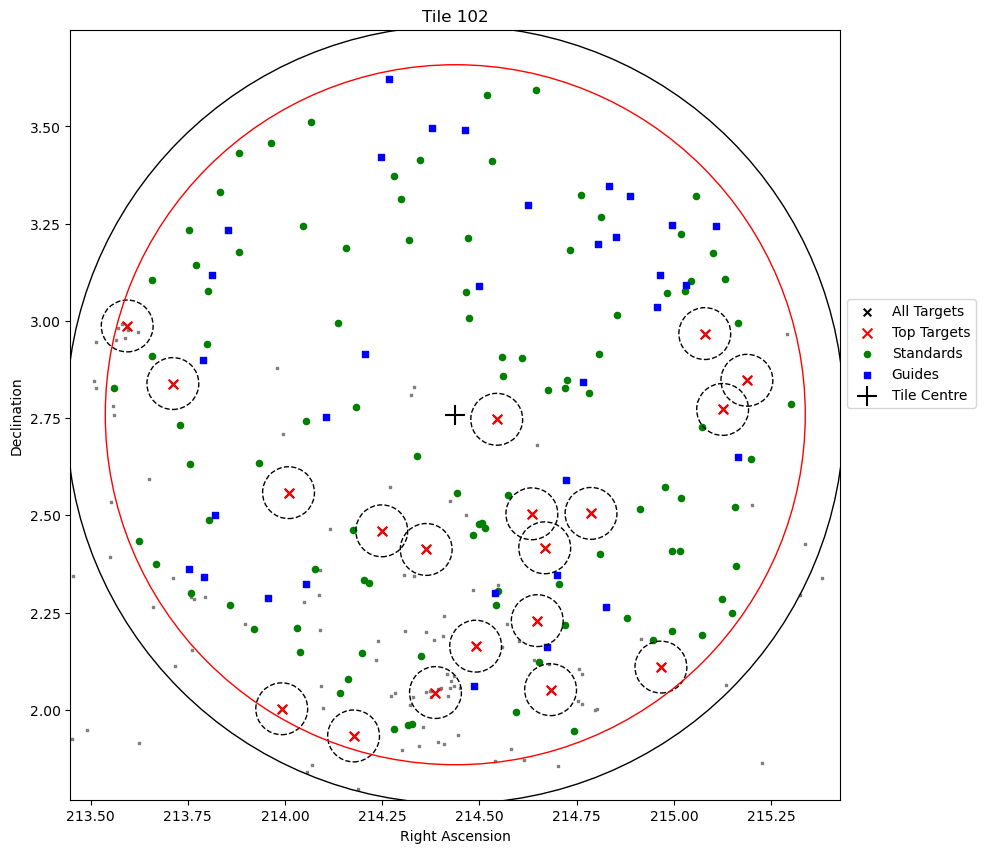 Tile 102
Declination
3.50
3.25
3.00
2.75
2.50
2.25
2.00
213.50 213.75 214.00 214.25 214.50 214.75 215.00 215.25
Right Ascension
All Targets
Top Targets
Standards
Guides
Tile Centre